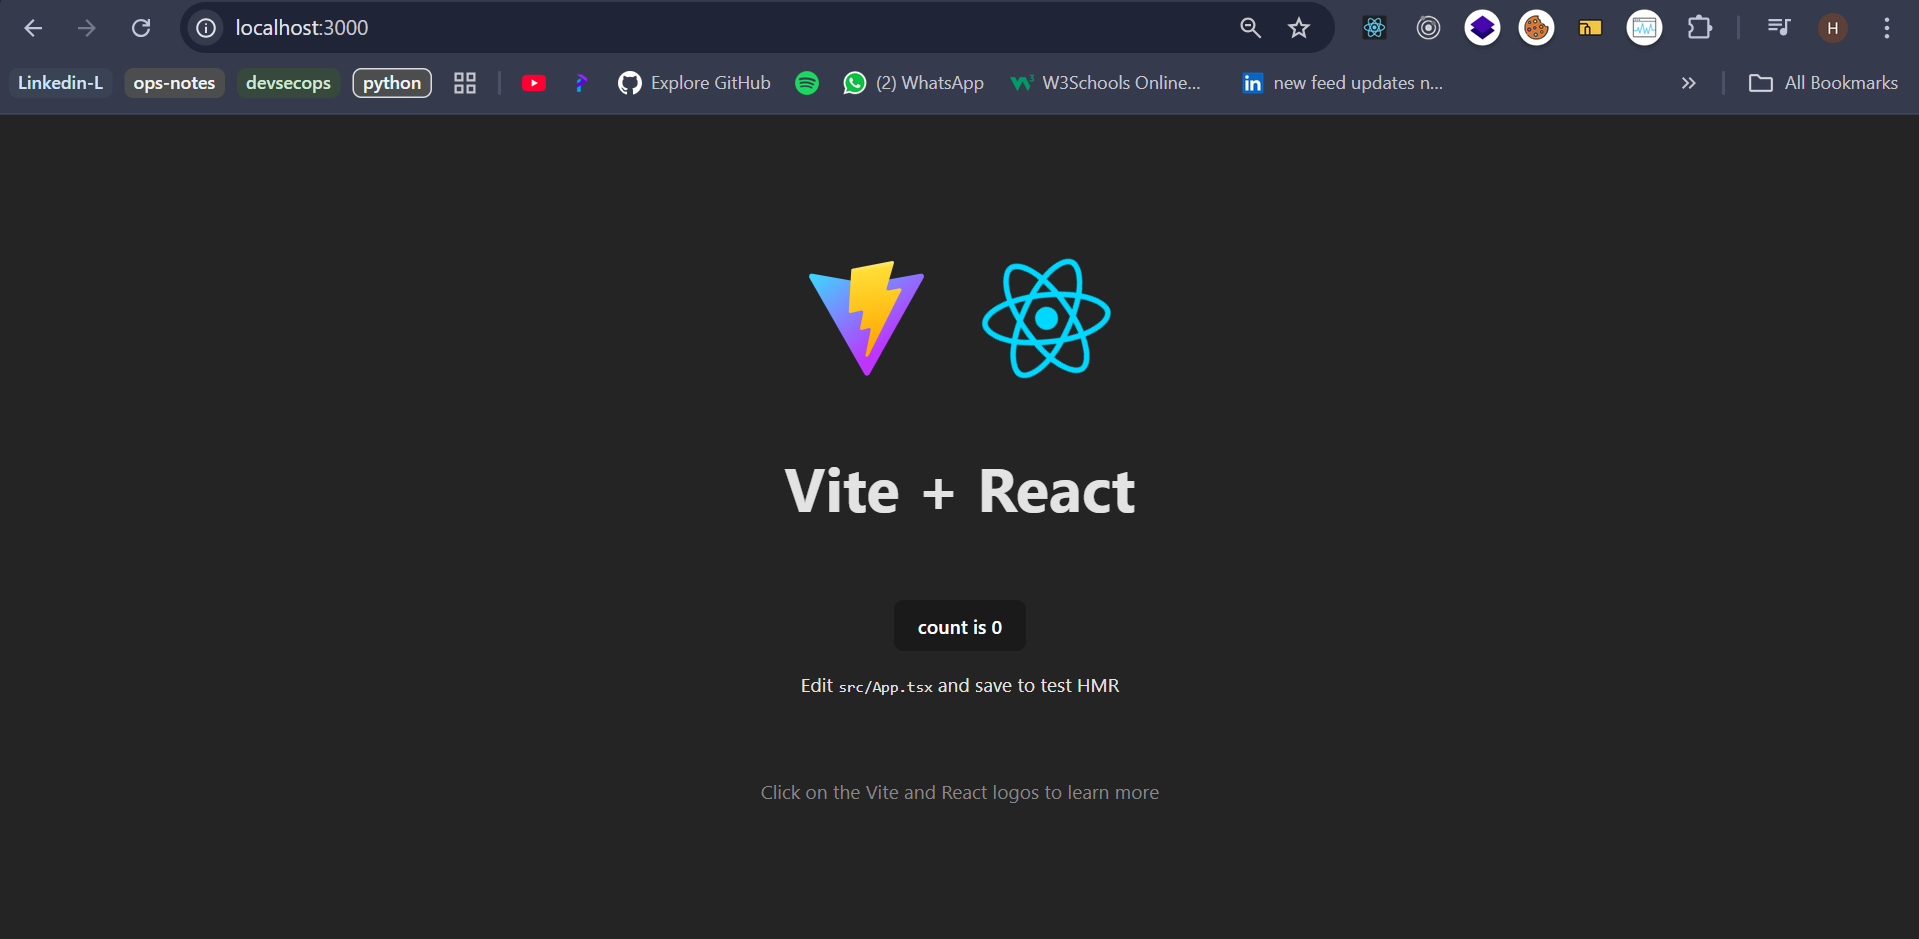 localhost:3000
H
Linkedin-L ops-notes devsecops python Explore GitHub (2) WhatsApp W3Schools Online... in new feed updates n... All Bookmarks
Vite + React
count is 0
Edit src/App.tsx and save to test HMR
Click on the Vite and React logos to learn more